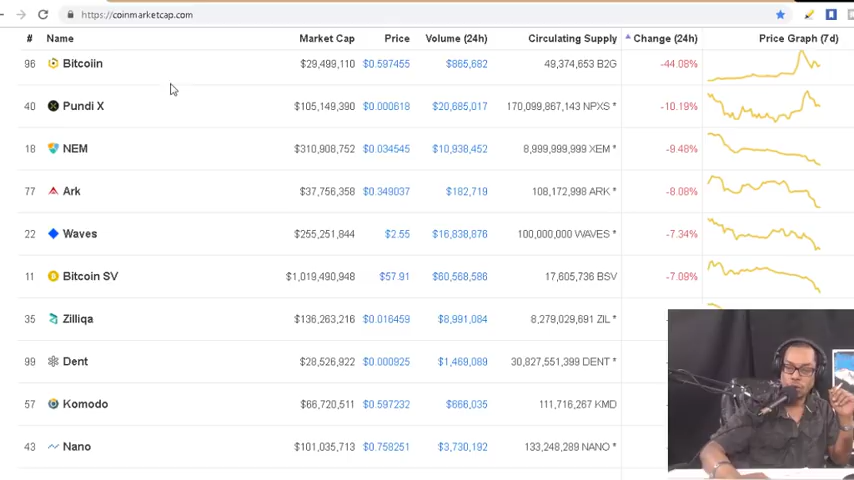 https://coinmarketcap.com
# Name Market Cap Price Volume (24h) Circulating Supply Change (24h) Price Graph (7d)
96 Bitcoiin $29,499,110 $0.597455 $865,682 49,374,653 B2G -44.08%
40 Pundi X $105,149,390 $0.000618 $20,685,017 170,099,867,143 NPXS * -10.19%
18 NEM $310,908,752 $0.034545 $10,938,452 8,999,999,999 XEM * -9.48%
77 Ark $37,756,358 $0.349037 $182,719 108,172,998 ARK * -8.08%
22 Waves $255,251,844 $2.55 $16,838,876 100,000,000 WAVES * -7.34%
11 Bitcoin SV $1,019,490,948 $57.91 $60,568,586 17,605,736 BSV -7.09%
35 Zilliqa $136,263,216 $0.016459 $8,991,084 8,279,029,691 ZIL *
99 Dent $28,526,922 $0.000925 $1,469,089 30,827,551,399 DENT *
57 Komodo $66,720,511 $0.597232 $666,035 111,716,267 KMD
43 Nano $101,035,713 $0.758251 $3,730,192 133,248,289 NANO *